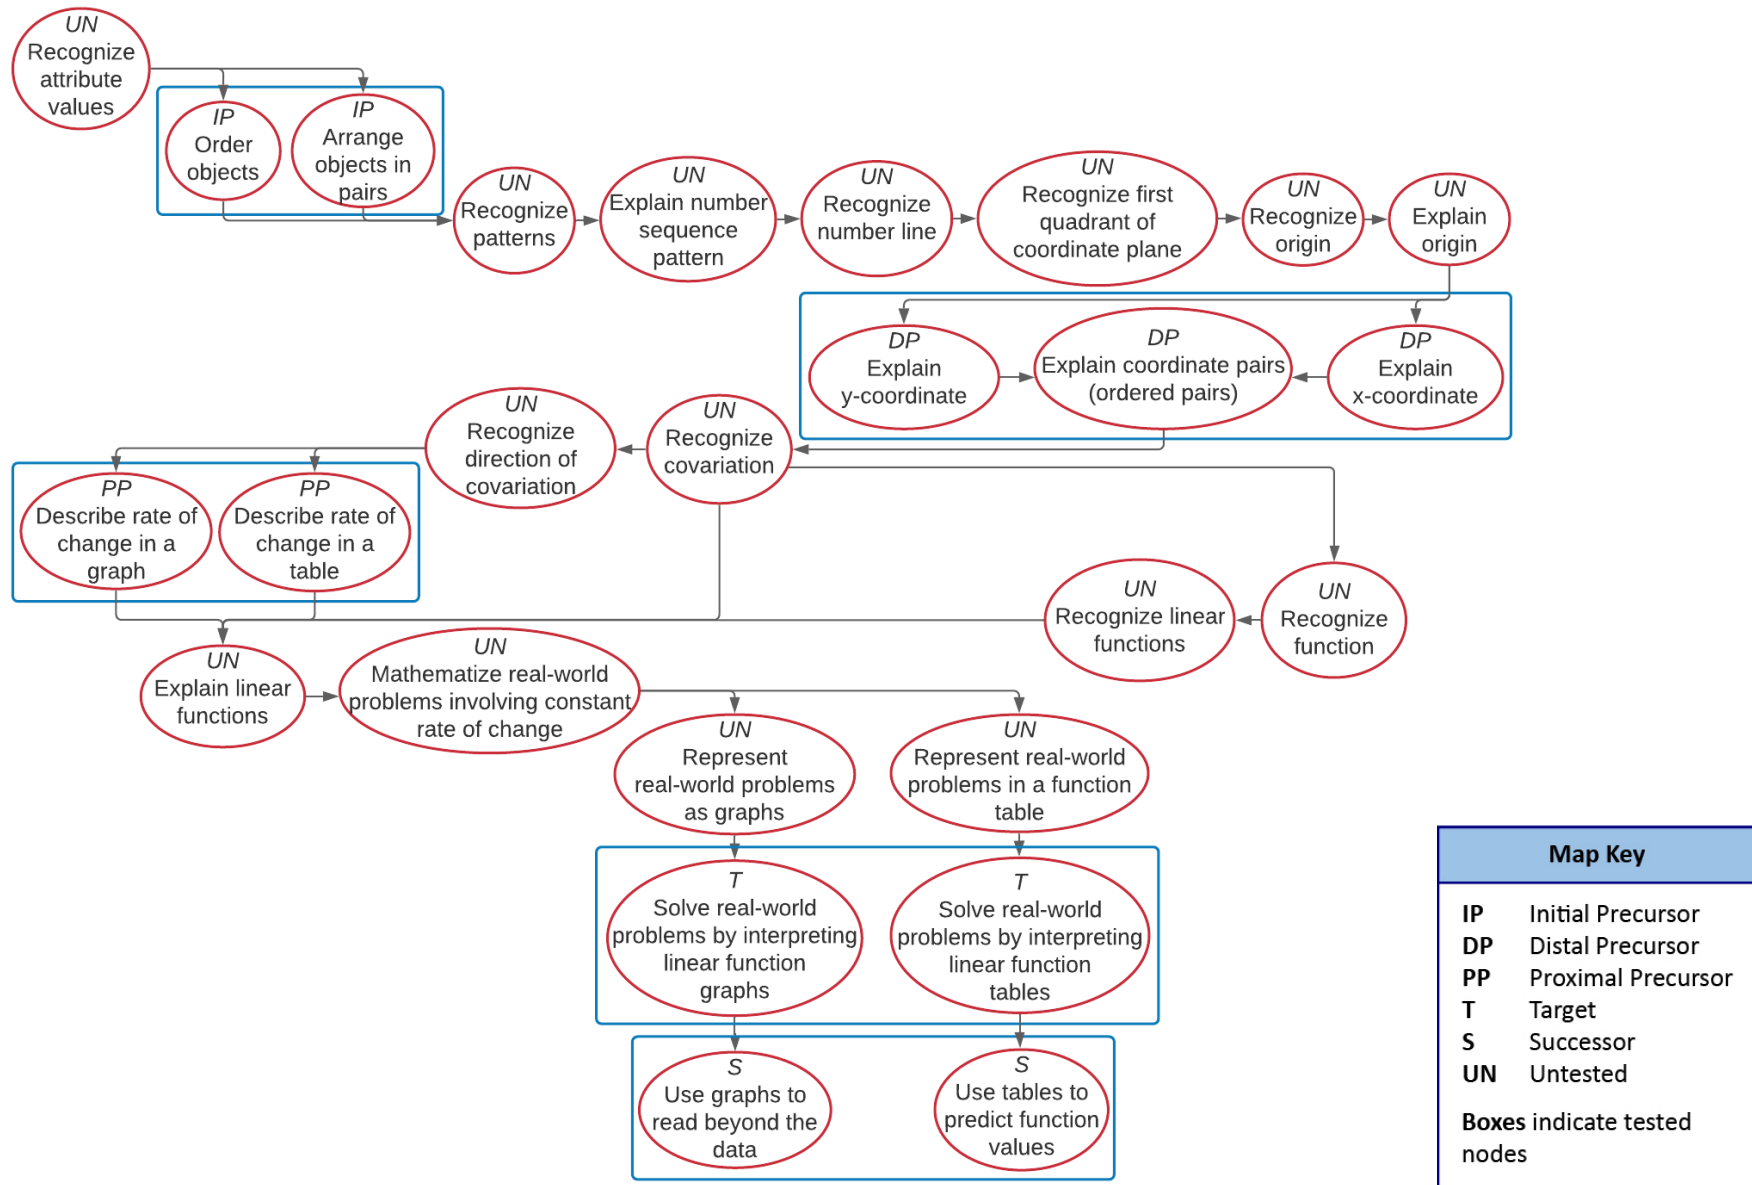 UN
Recognize
attribute
values
IP
Order
objects
IP
Arrange
objects in
pairs
UN
Recognize
patterns
UN
Explain number
sequence
pattern
UN
Recognize
number line
UN
Recognize first
quadrant of
coordinate plane
UN
Recognize
origin
UN
Explain
origin
DP
Explain
y-coordinate
DP
Explain coordinate pairs
(ordered pairs)
DP
Explain
x-coordinate
UN
Recognize
direction of
covariation
UN
Recognize
covariation
PP
Describe rate of
change in a
graph
PP
Describe rate of
change in a
table
UN
Recognize linear
functions
UN
Recognize
function
UN
Explain linear
functions
UN
Mathematize real-world
problems involving constant
rate of change
UN
Represent
real-world problems
as graphs
UN
Represent real-world
problems in a function
table
T
Solve real-world
problems by interpreting
linear function
graphs
T
Solve real-world
problems by interpreting
linear function
tables
S
Use graphs to
read beyond the
data
S
Use tables to
predict function
values
Map Key
IP Initial Precursor
DP Distal Precursor
PP Proximal Precursor
T Target
S Successor
UN Untested
Boxes indicate tested
nodes